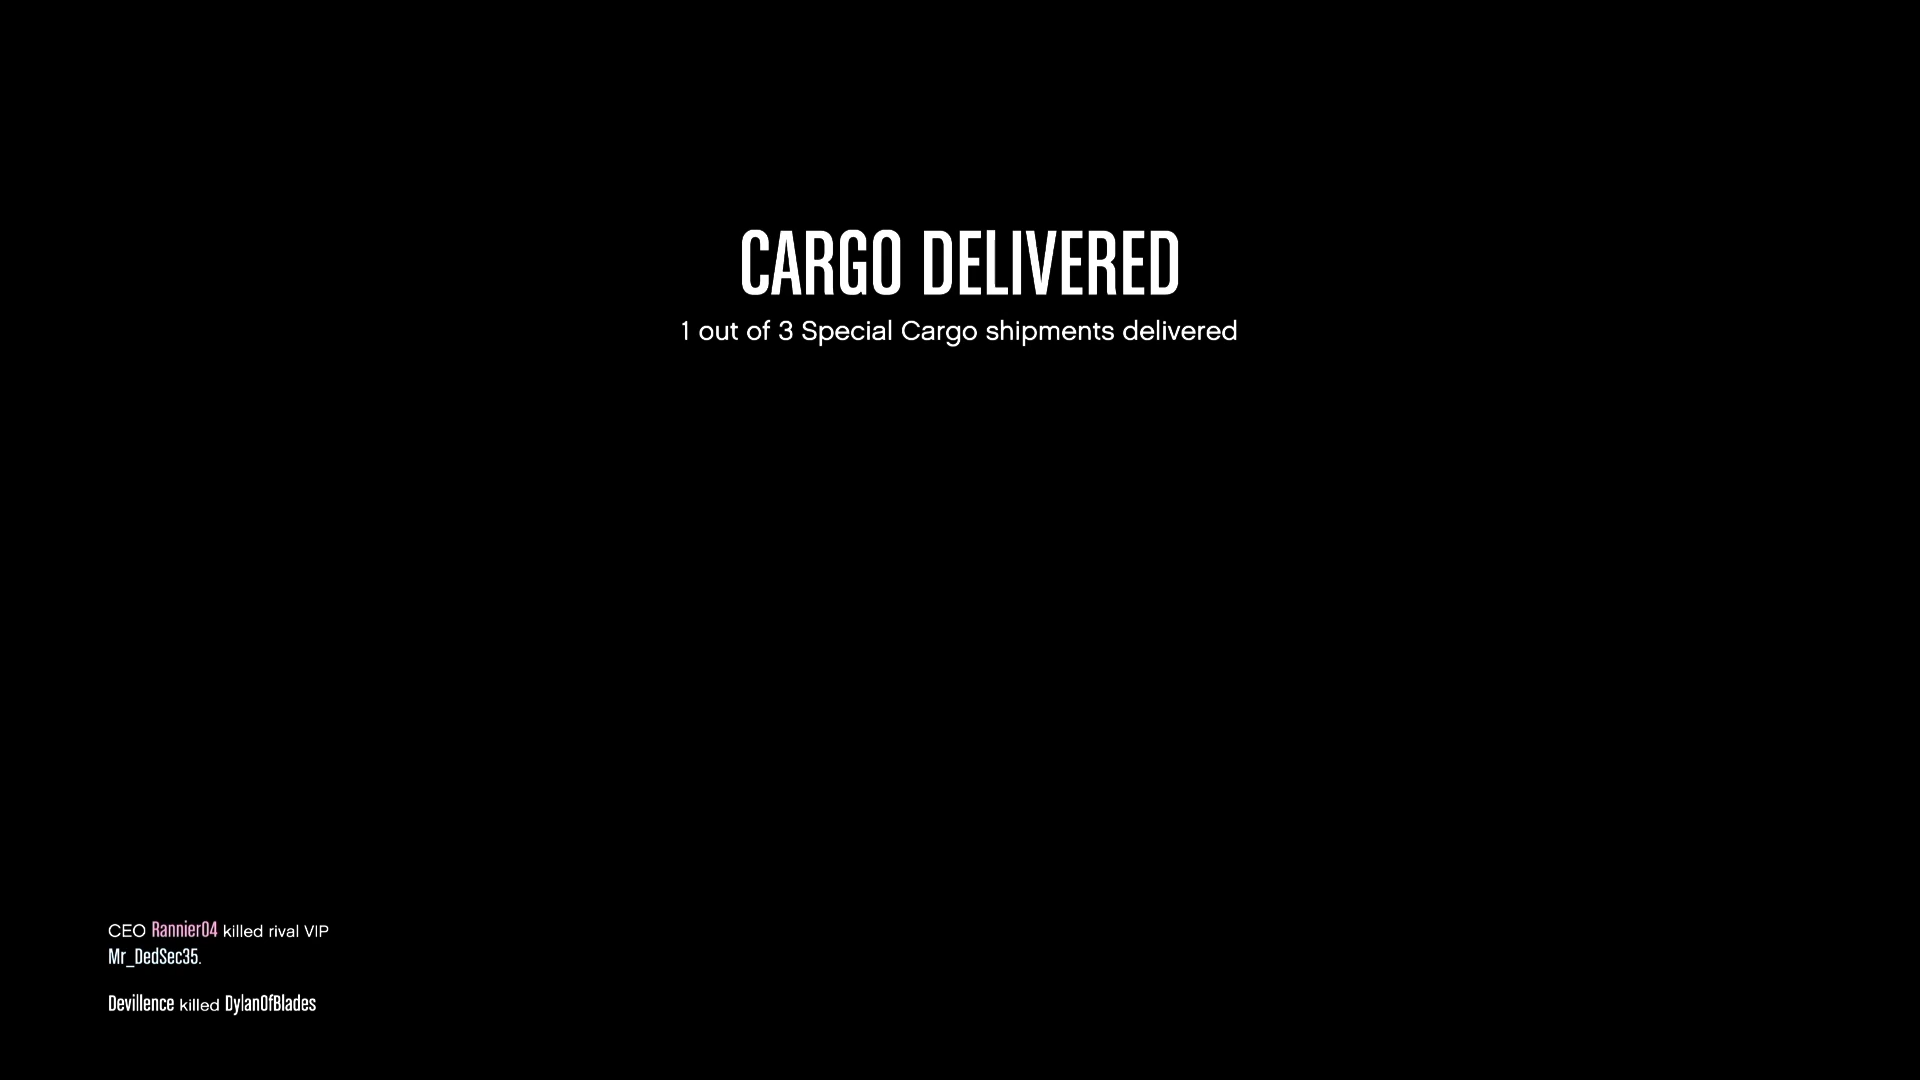 CARGO DELIVERED
1 out of 3 Special Cargo shipments delivered
CEO Rannier04 killed rival VIP
Mr_DedSec35.
Devillence killed DylanOfBlades